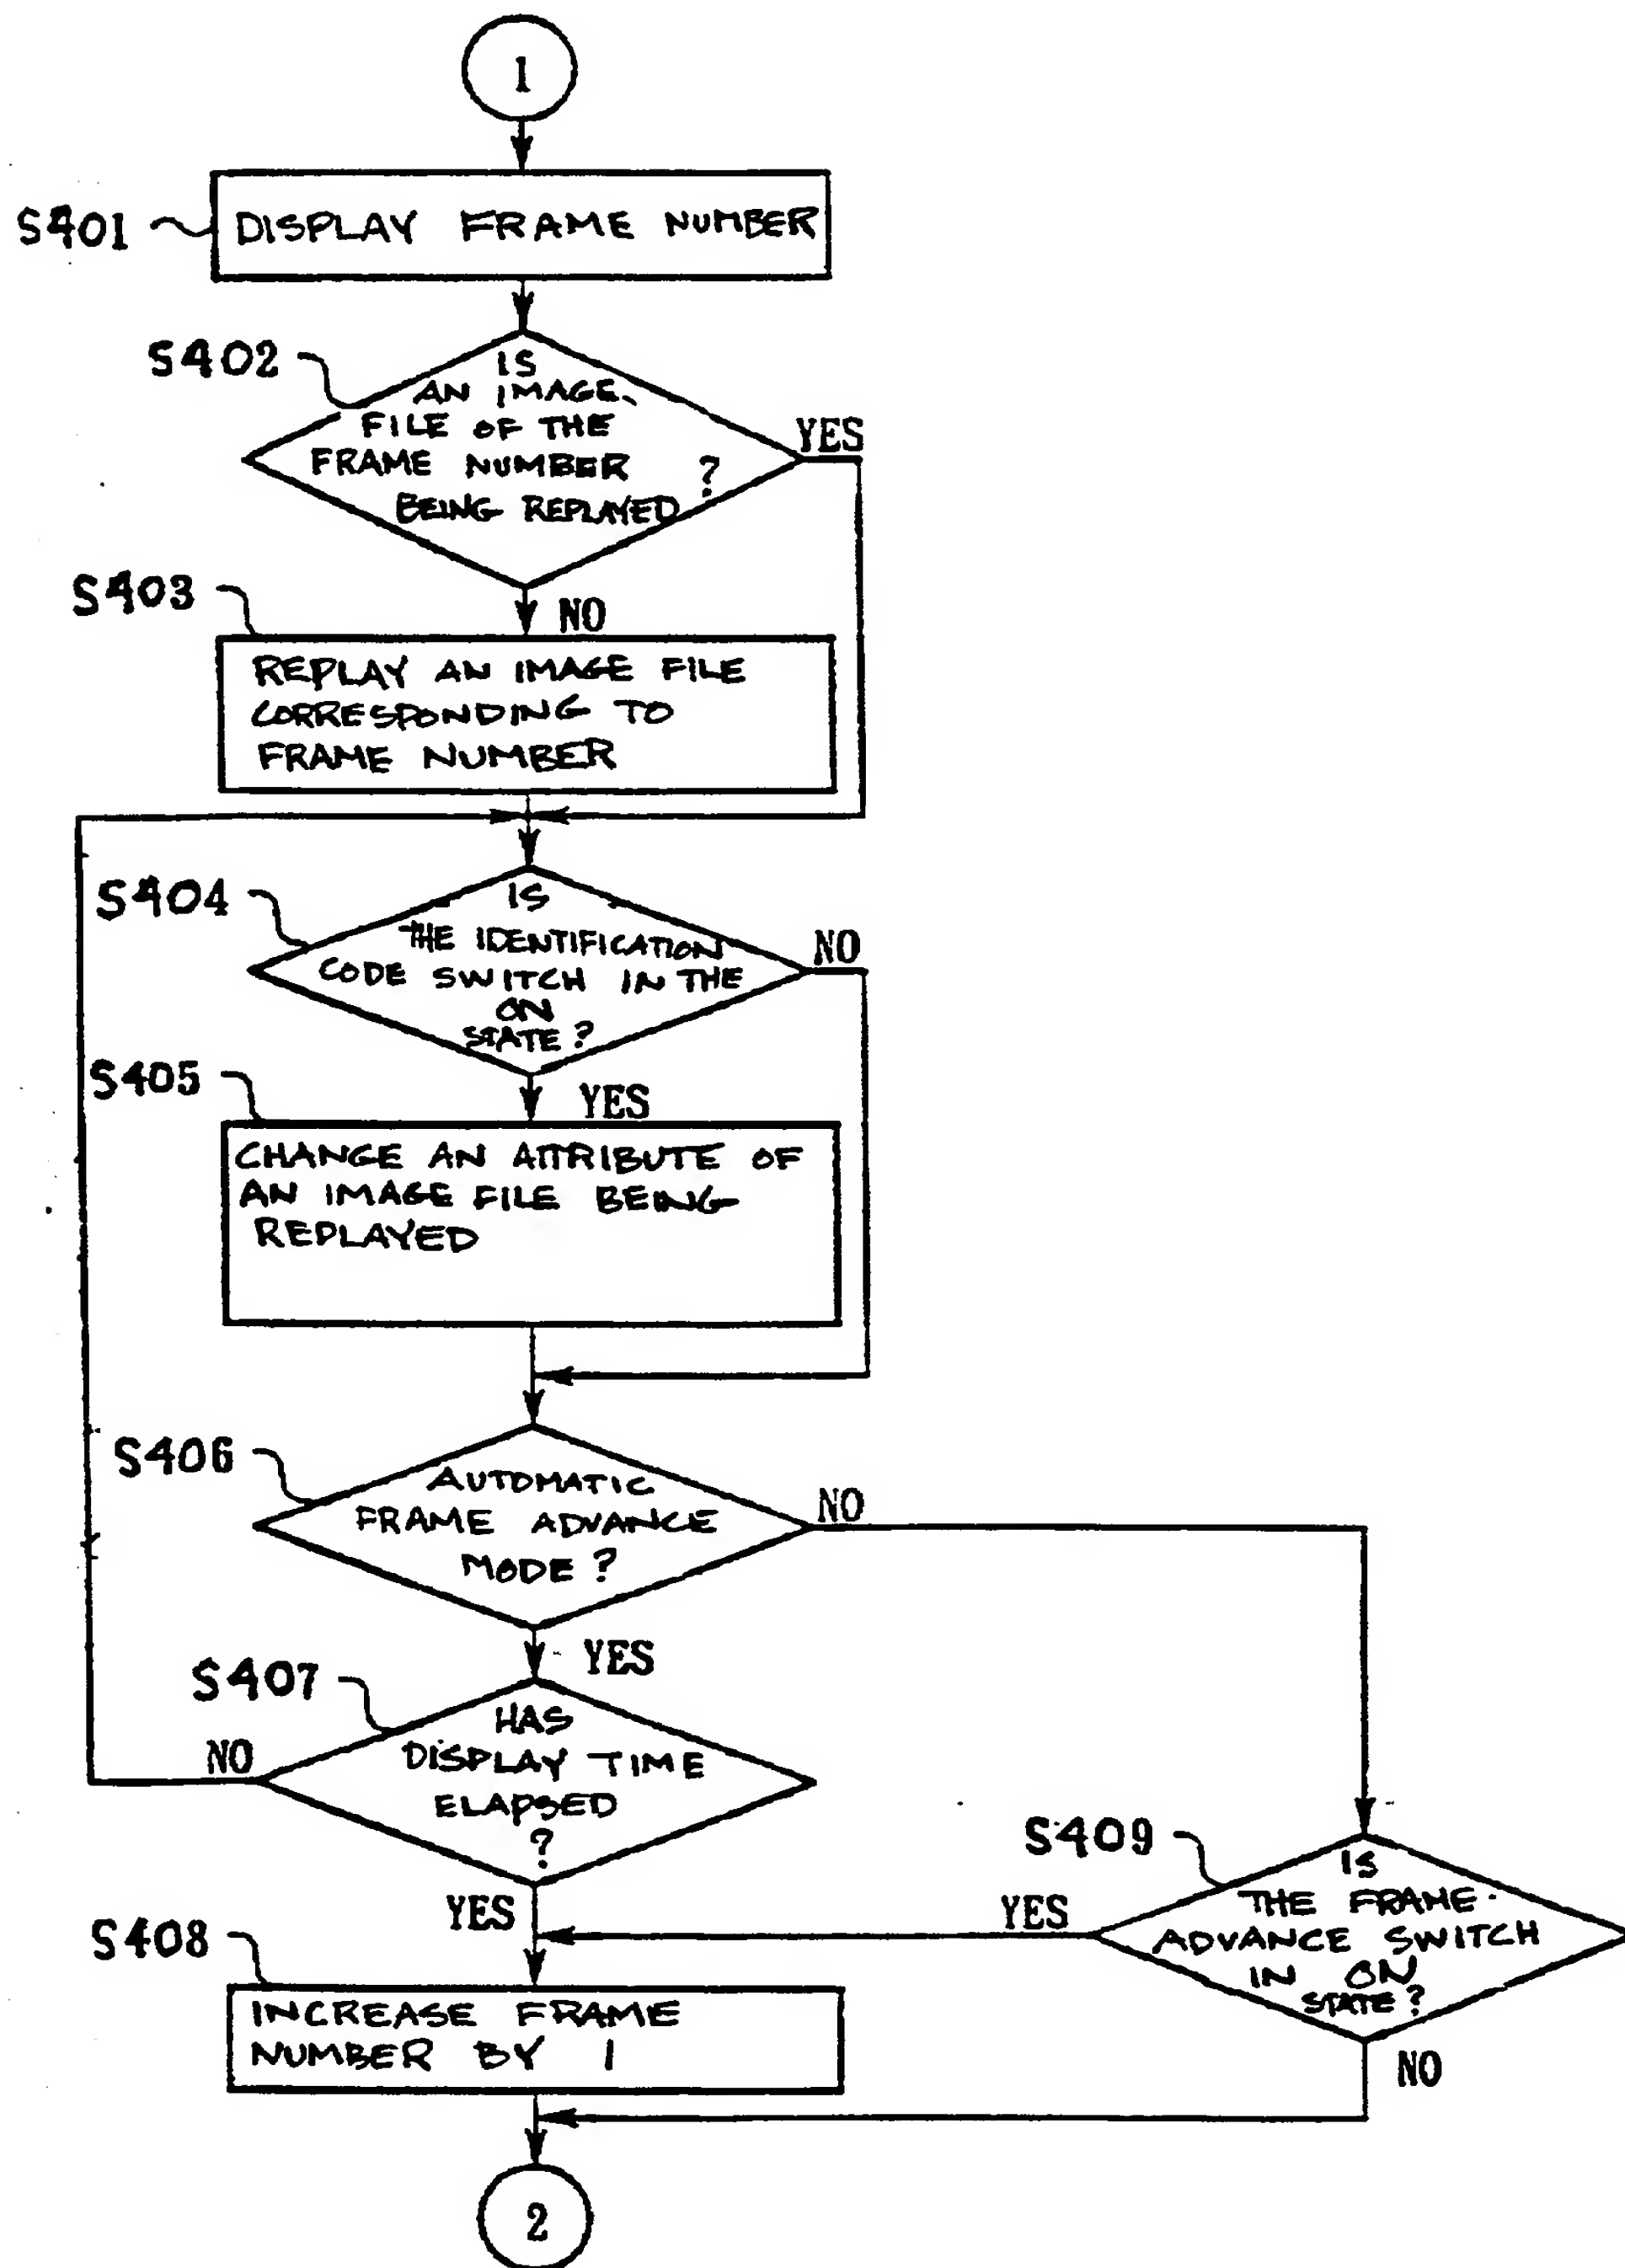 1
S401
DISPLAY FRAME NUMBER
S402
IS
AN IMAGE
FILE OF THE
FRAME NUMBER
BEING REPLAYED ?
YES
NO
S403
REPLAY AN IMAGE FILE
CORRESPONDING TO
FRAME NUMBER
S404
IS
THE IDENTIFICATION
CODE SWITCH IN THE
ON
STATE?
NO
YES
S405
CHANGE AN ATTRIBUTE OF
AN IMAGE FILE BEING
REPLAYED
S406
AUTOMATIC
FRAME ADVANCE
MODE?
NO
YES
S407
HAS
DISPLAY TIME
ELAPSED
?
NO
YES
S409
IS
THE FRAME
ADVANCE SWITCH
IN ON
STATE?
YES
NO
S408
INCREASE FRAME
NUMBER BY 1
2